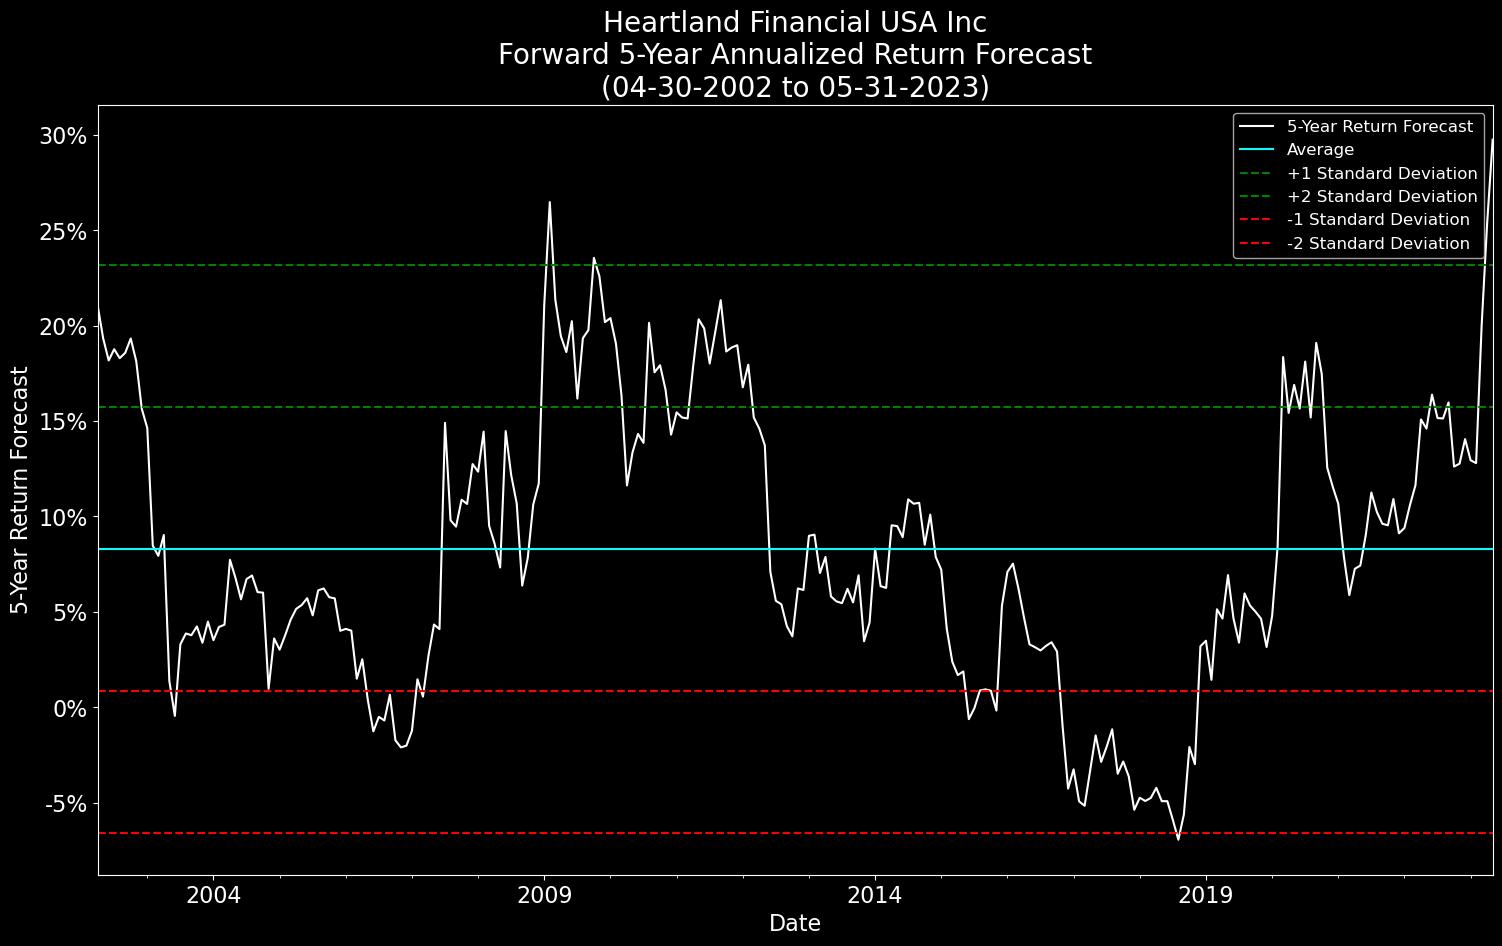 Heartland Financial USA Inc
Forward 5-Year Annualized Return Forecast
(04-30-2002 to 05-31-2023)
5-Year Return Forecast
Average
+1 Standard Deviation
+2 Standard Deviation
-1 Standard Deviation
-2 Standard Deviation
30%
25%
20%
15%
10%
5%
0%
-5%
5-Year Return Forecast
2004
2009
2014
2019
Date